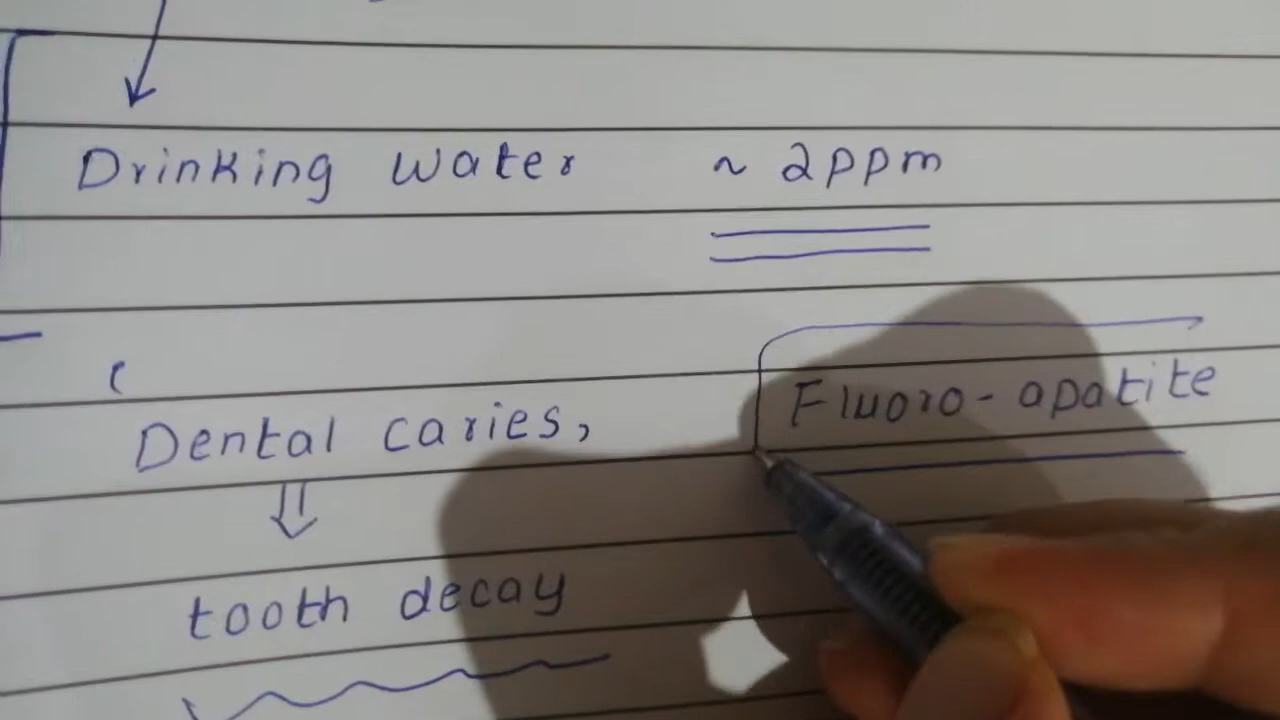 Drinking water ~ 2ppm
Fluoro-apatite
Dental caries,
tooth decay